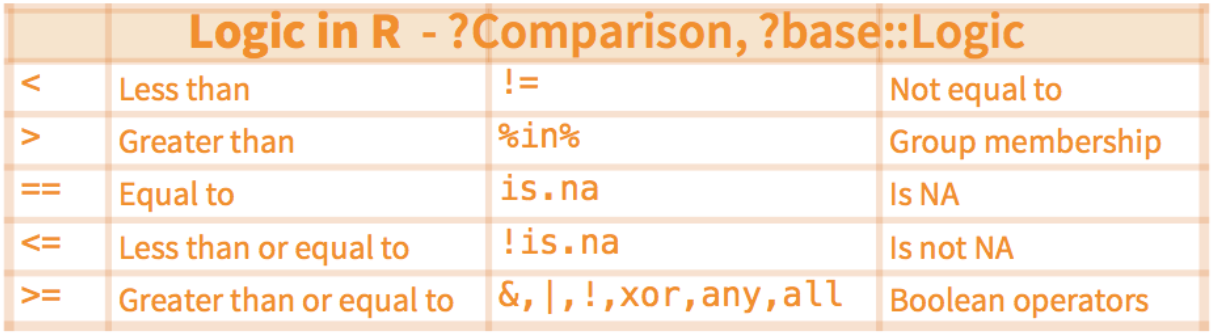 Logic in R - ?Comparison, ?base::Logic
< Less than != Not equal to
> Greater than %in% Group membership
== Equal to is.na Is NA
<= Less than or equal to !is.na Is not NA
>= Greater than or equal to &,|,!,xor,any,all Boolean operators